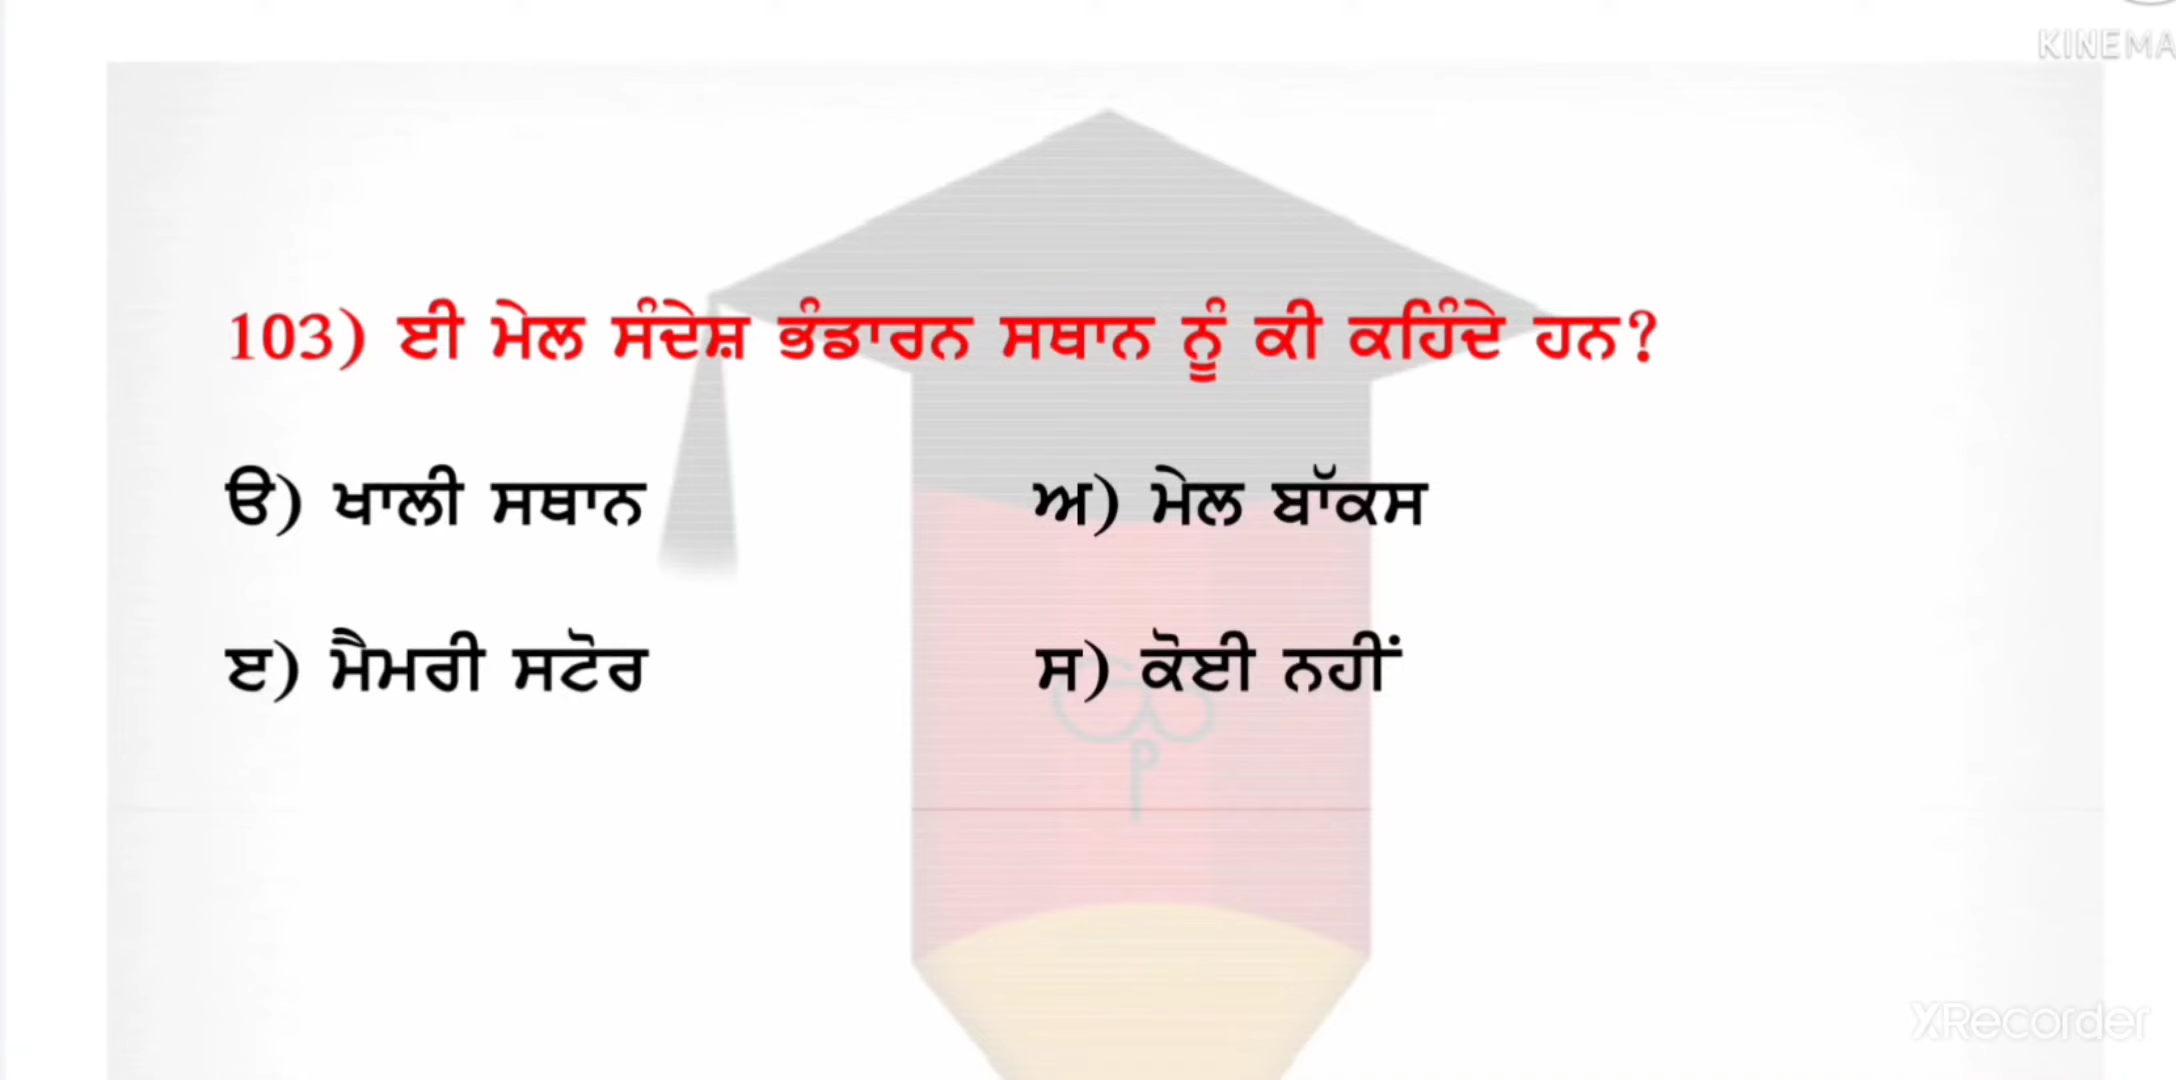 KINEMA
103) ਈ ਮੇਲ ਸੰਦੇਸ਼ ਭੰਡਾਰਨ ਸਥਾਨ ਨੂੰ ਕੀ ਕਹਿੰਦੇ ਹਨ?
ੳ) ਖਾਲੀ ਸਥਾਨ ਅ) ਮੇਲ ਬਾੱਕਸ
ੲ) ਮੈਮਰੀ ਸਟੋਰ ਸ) ਕੋਈ ਨਹੀਂ
XRecorder